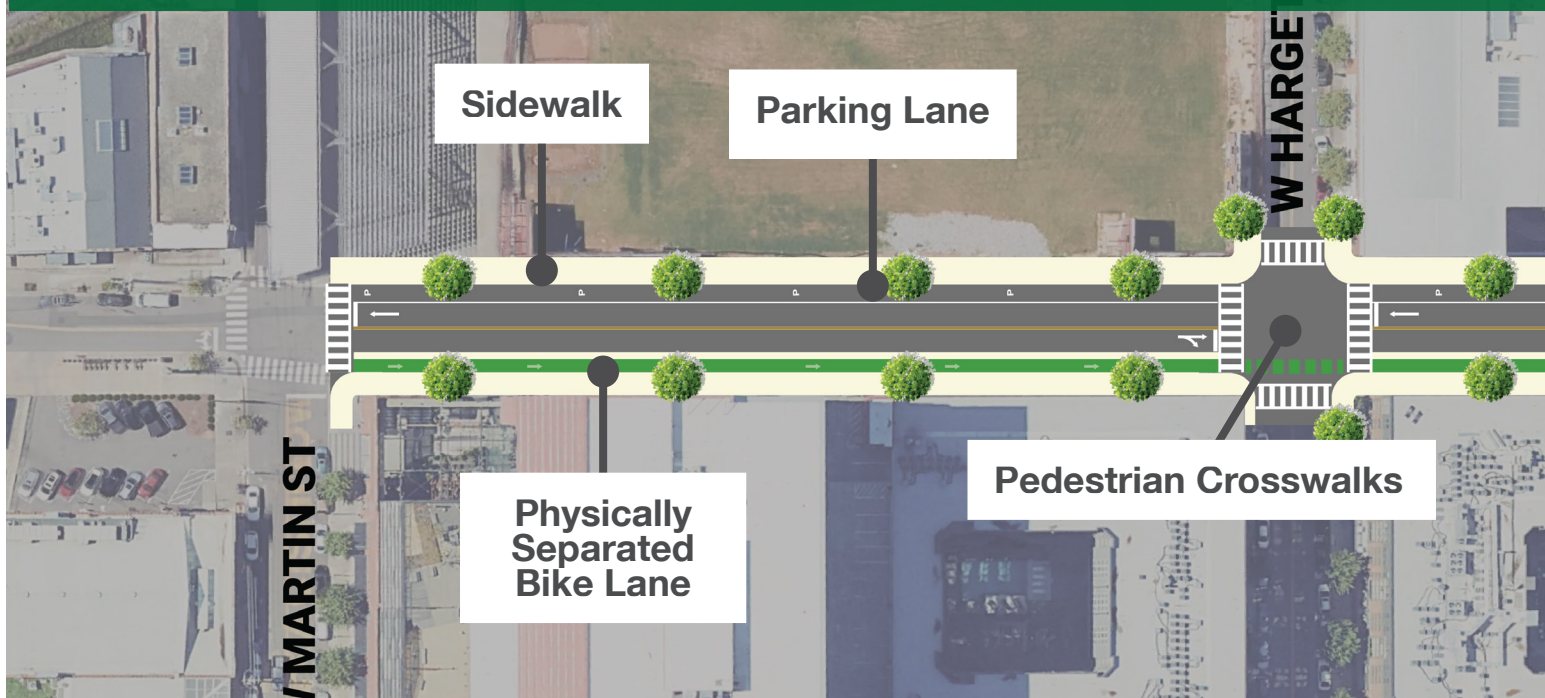 W HARGET
Sidewalk
Parking Lane
P
P
P
P
P
Pedestrian Crosswalks
Physically
Separated
Bike Lane
MARTIN ST